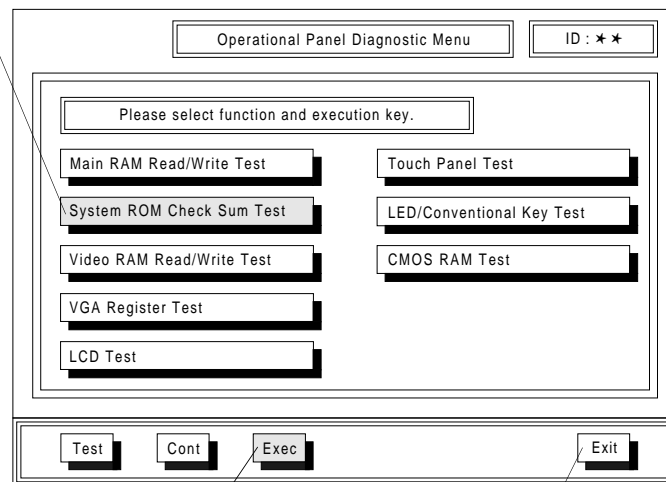 Operational Panel Diagnostic Menu
ID : ★★
Please select function and execution key.
Main RAM Read/Write Test
Touch Panel Test
System ROM Check Sum Test
LED/Conventional Key Test
Video RAM Read/Write Test
CMOS RAM Test
VGA Register Test
LCD Test
Test
Cont
Exec
Exit